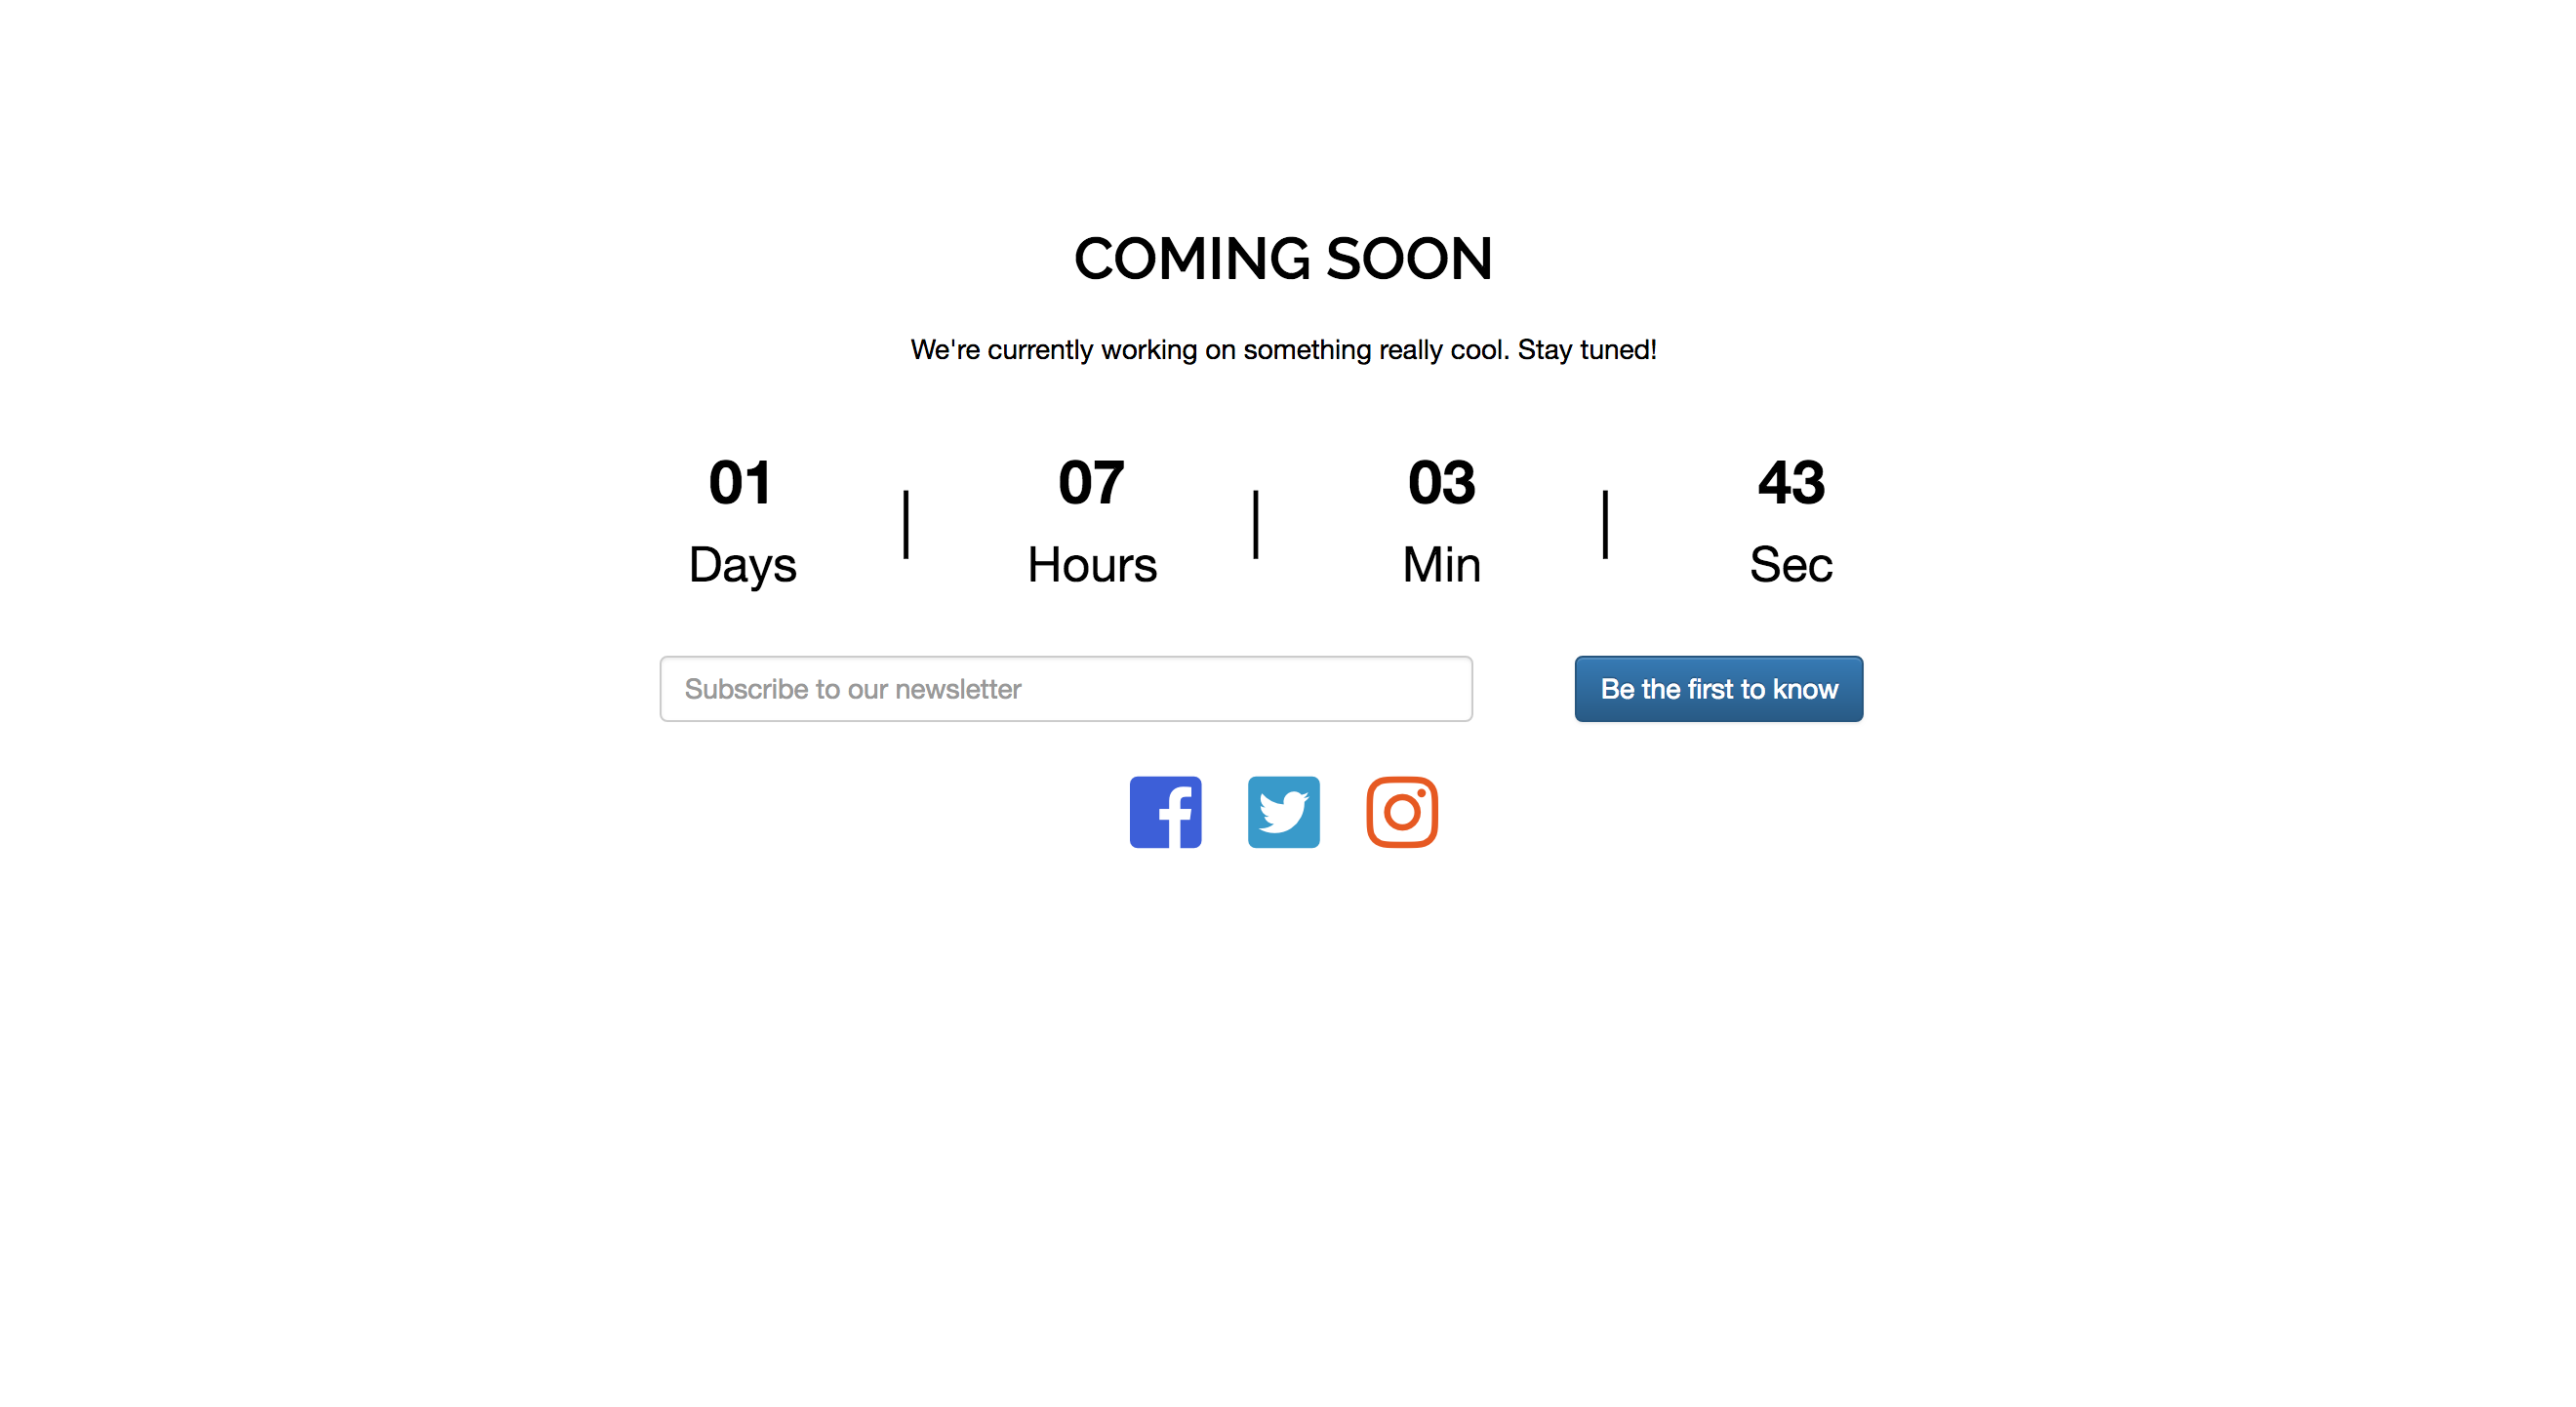 COMING SOON
We're currently working on something really cool. Stay tuned!
01 | 07 | 03 | 43
Days Hours Min Sec
Subscribe to our newsletter
Be the first to know